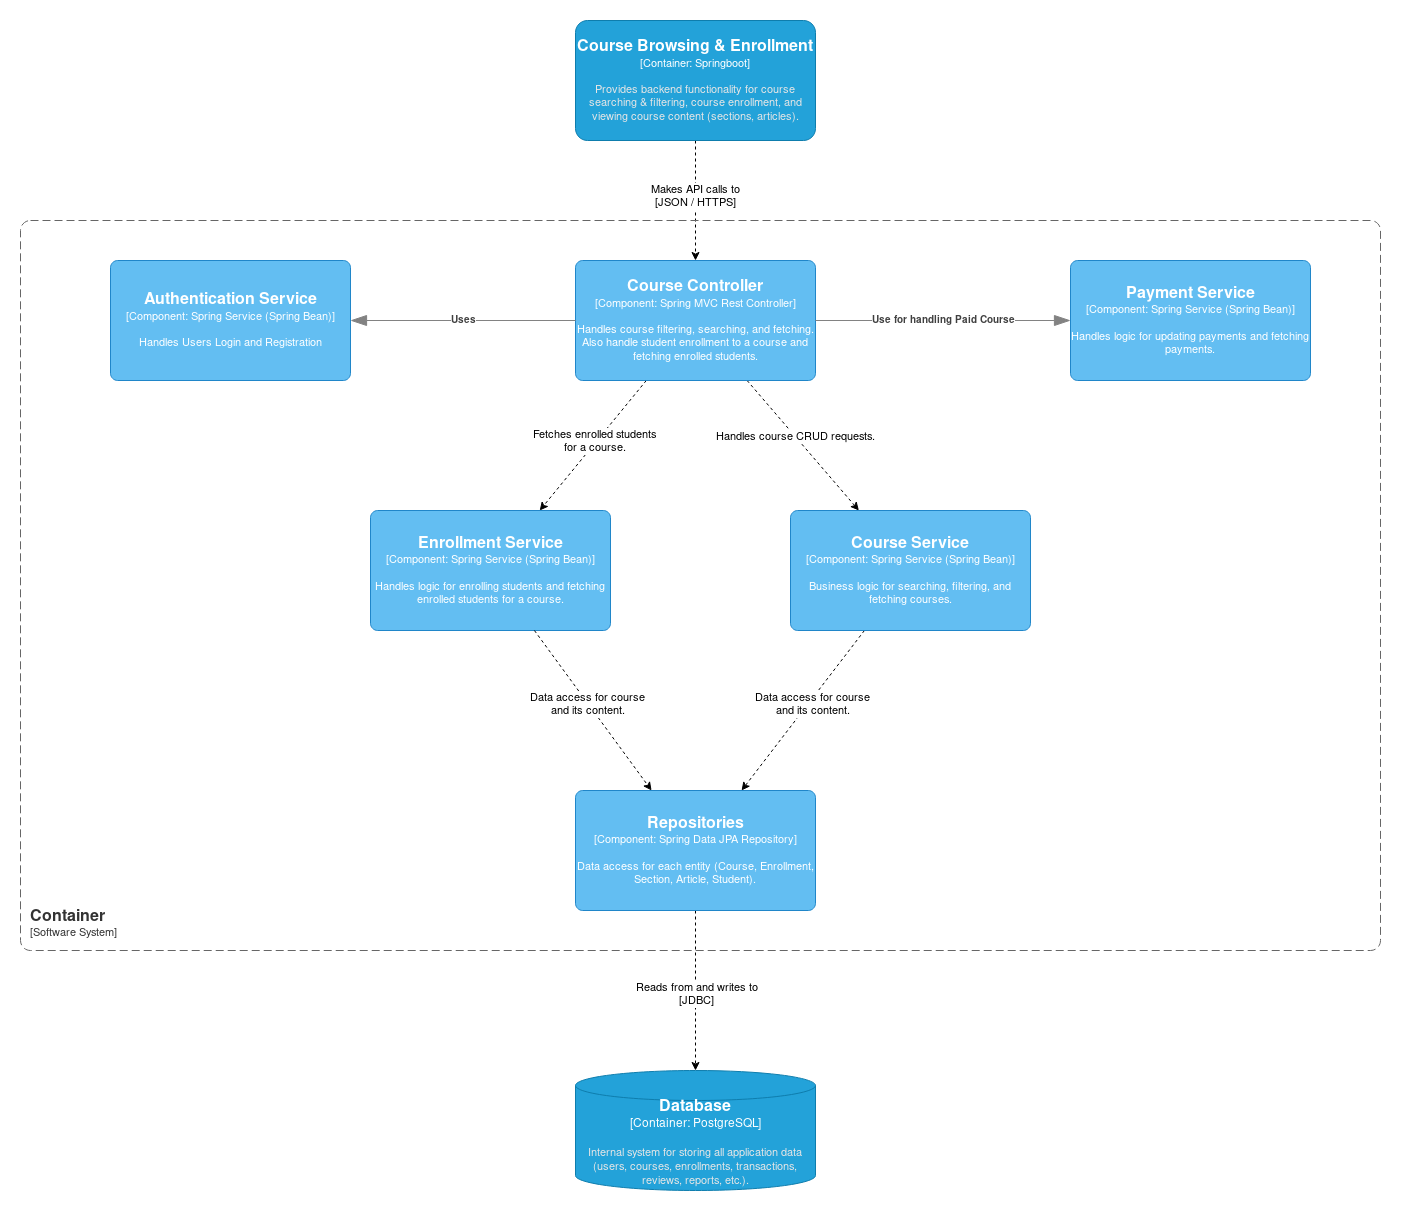 Course Browsing & Enrollment
[Container: Springboot]
Provides backend functionality for course
searching & filtering, course enrollment, and
viewing course content (sections, articles).
Makes API calls to
[JSON / HTTPS]
Authentication Service
[Component: Spring Service (Spring Bean)]
Handles Users Login and Registration
Uses
Course Controller
[Component: Spring MVC Rest Controller]
Handles course filtering, searching, and fetching.
Also handle student enrollment to a course and
fetching enrolled students.
Use for handling Paid Course
Payment Service
[Component: Spring Service (Spring Bean)]
Handles logic for updating payments and fetching
payments.
Fetches enrolled students
for a course.
Handles course CRUD requests.
Enrollment Service
[Component: Spring Service (Spring Bean)]
Handles logic for enrolling students and fetching
enrolled students for a course.
Course Service
[Component: Spring Service (Spring Bean)]
Business logic for searching, filtering, and
fetching courses.
Data access for course
and its content.
Data access for course
and its content.
Repositories
[Component: Spring Data JPA Repository]
Data access for each entity (Course, Enrollment,
Section, Article, Student).
Container
[Software System]
Reads from and writes to
[JDBC]
Database
[Container: PostgreSQL]
Internal system for storing all application data
(users, courses, enrollments, transactions,
reviews, reports, etc.).